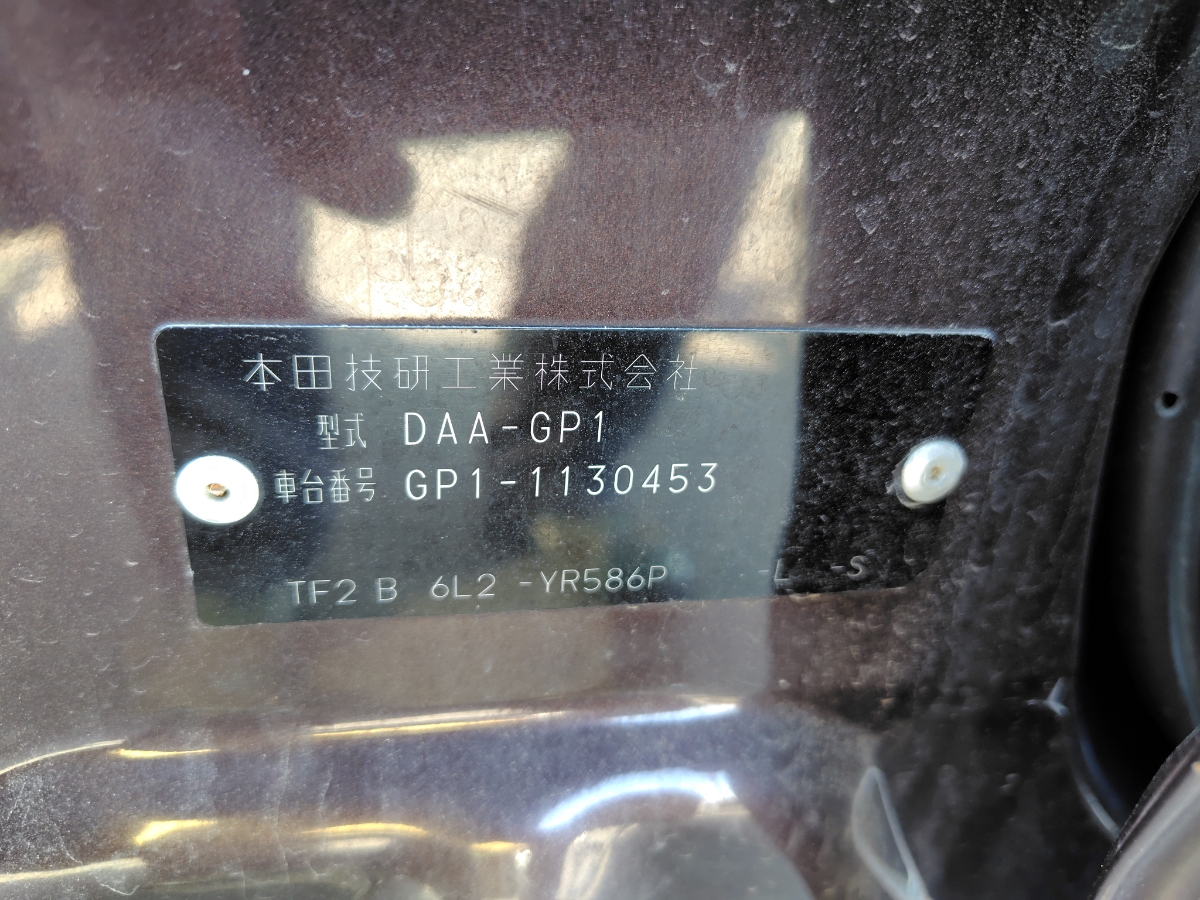 本田技研工業株式会社
型式 DAA-GP1
車台番号 GP1-1130453
TF2 B 6L2 -YR586P -L -S